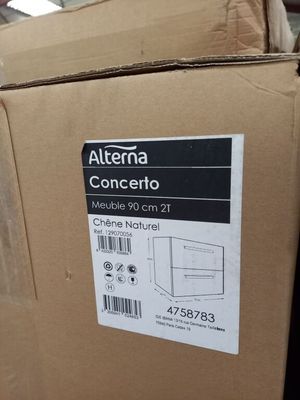 Alterna
Concerto
Meuble 90 cm 2T
Chêne Naturel
Réf. 129070056
4758783